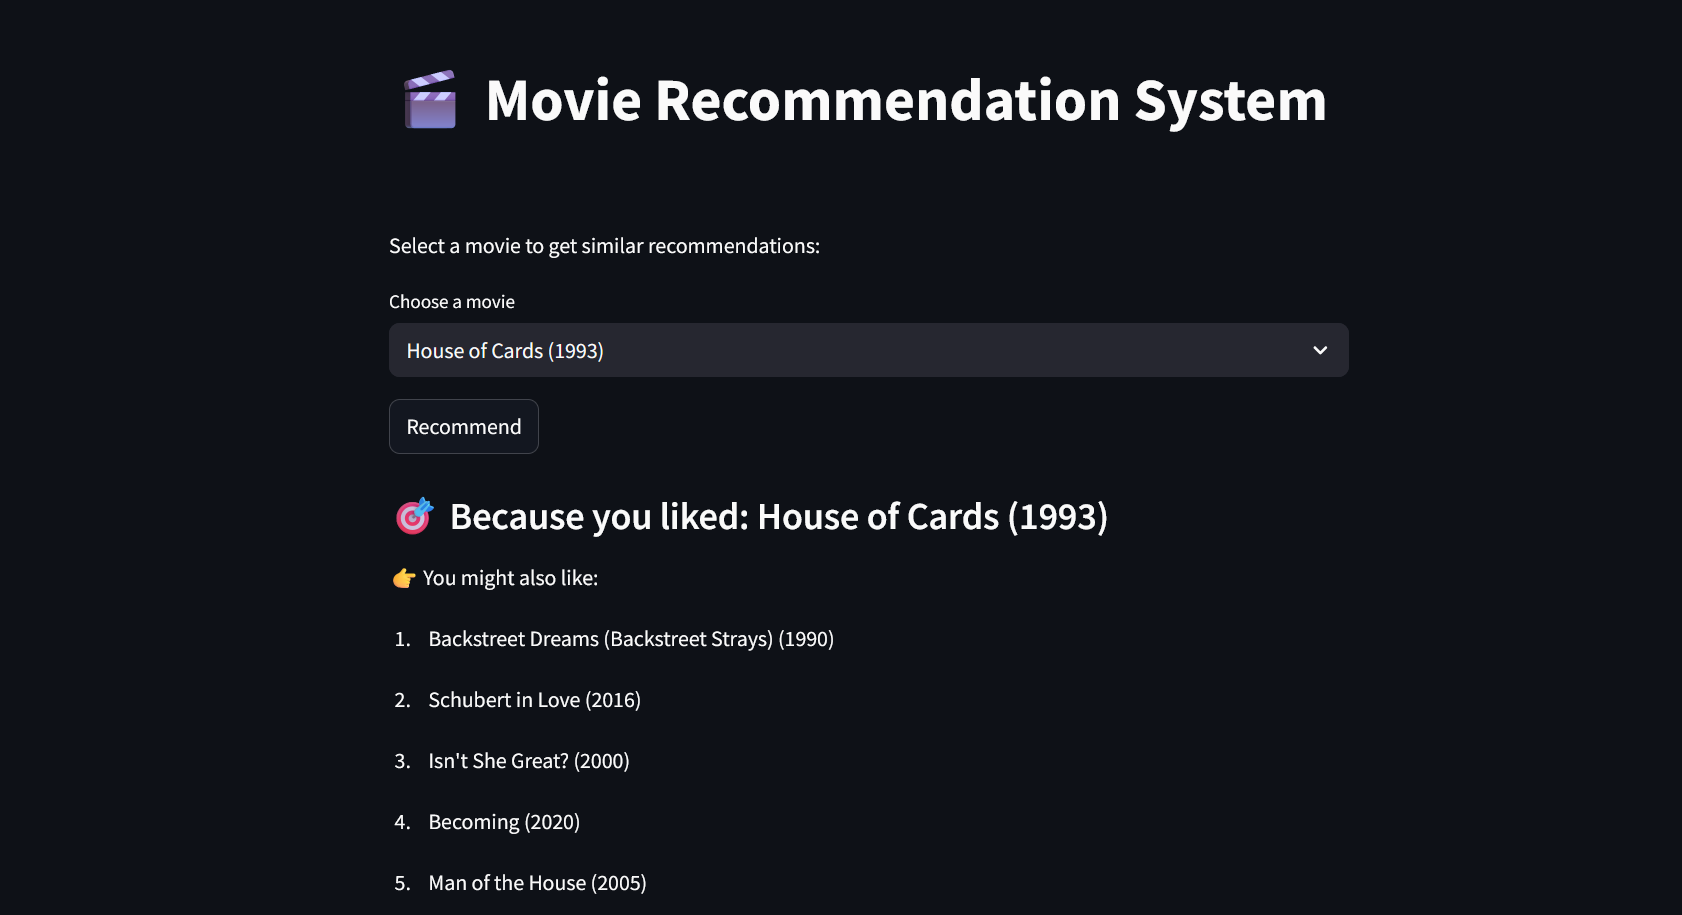 Movie Recommendation System
Select a movie to get similar recommendations:
Choose a movie
House of Cards (1993)
Recommend
Because you liked: House of Cards (1993)
You might also like:
1. Backstreet Dreams (Backstreet Strays) (1990)
2. Schubert in Love (2016)
3. Isn't She Great? (2000)
4. Becoming (2020)
5. Man of the House (2005)